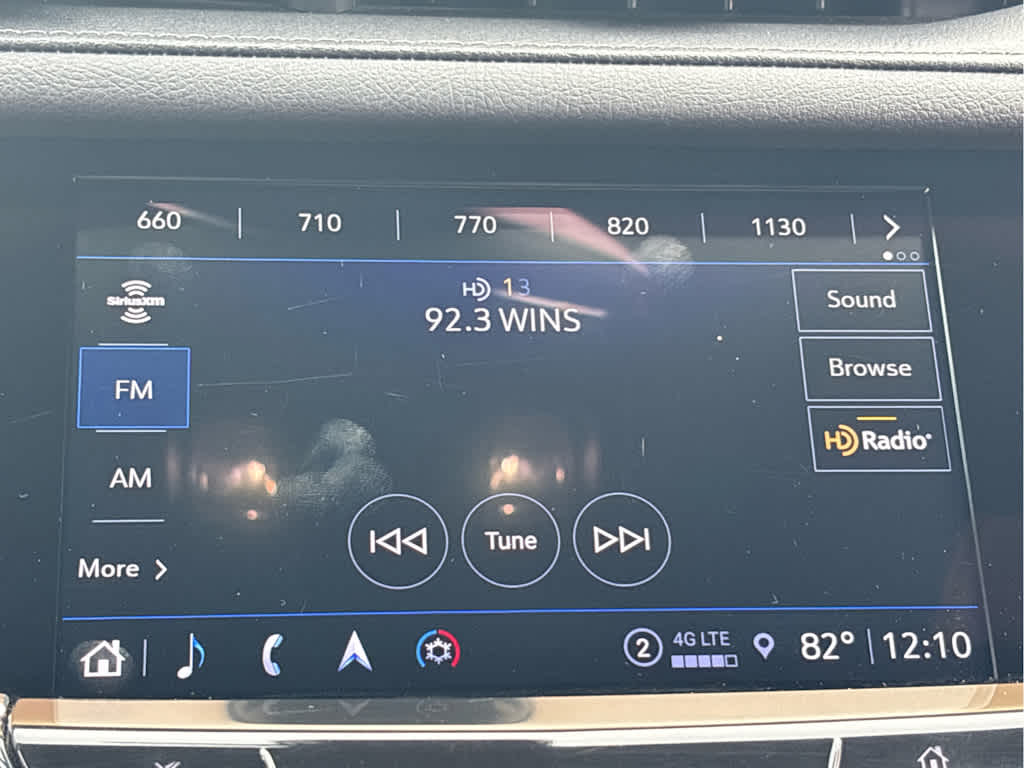 660 710 770 820 1130
SiriusXM
HD 1 3
92.3 WINS
Sound
FM
Browse
HD Radio®
AM
Tune
More
2 4G LTE 82° 12:10